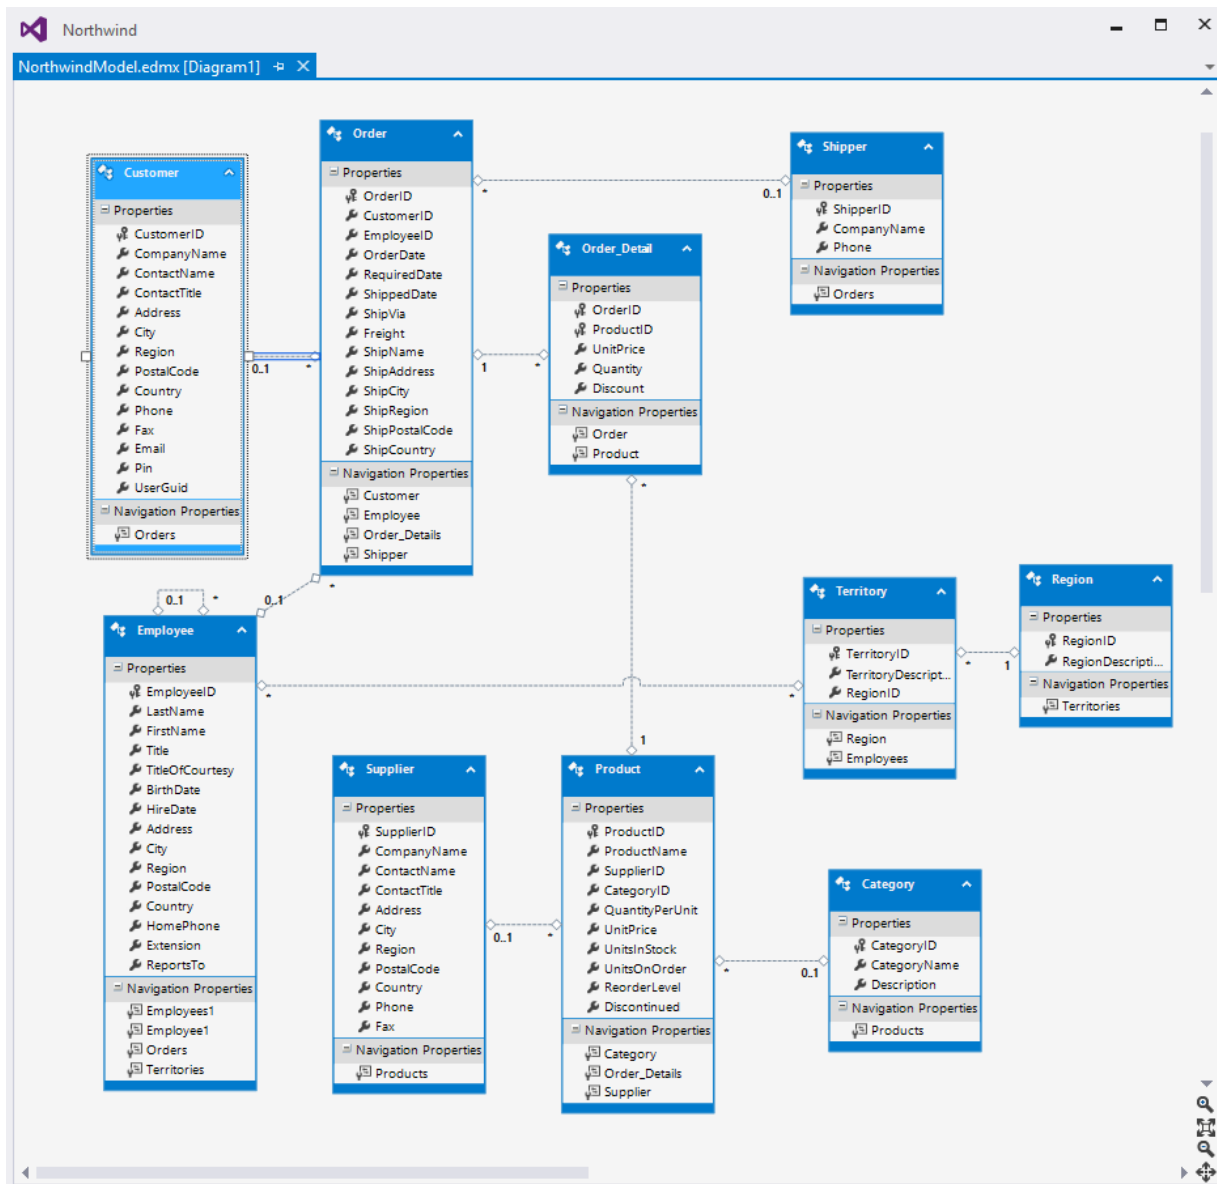 Northwind
NorthwindModel.edmx [Diagram1]
Customer
Properties
CustomerID
CompanyName
ContactName
ContactTitle
Address
City
Region
PostalCode
Country
Phone
Fax
Email
Pin
UserGuid
Navigation Properties
Orders
0..1
*
Order
Properties
OrderID
CustomerID
EmployeeID
OrderDate
RequiredDate
ShippedDate
ShipVia
Freight
ShipName
ShipAddress
ShipCity
ShipRegion
ShipPostalCode
ShipCountry
Navigation Properties
Customer
Employee
Order_Details
Shipper
*
0..1
1
*
Order_Detail
Properties
OrderID
ProductID
UnitPrice
Quantity
Discount
Navigation Properties
Order
Product
*
1
Shipper
Properties
ShipperID
CompanyName
Phone
Navigation Properties
Orders
0..1
*
0..1
*
Employee
Properties
EmployeeID
LastName
FirstName
Title
TitleOfCourtesy
BirthDate
HireDate
Address
City
Region
PostalCode
Country
HomePhone
Extension
ReportsTo
Navigation Properties
Employees1
Employee1
Orders
Territories
*
*
Territory
Properties
TerritoryID
TerritoryDescript...
RegionID
Navigation Properties
Region
Employees
*
1
Region
Properties
RegionID
RegionDescripti...
Navigation Properties
Territories
Supplier
Properties
SupplierID
CompanyName
ContactName
ContactTitle
Address
City
Region
PostalCode
Country
Phone
Fax
Navigation Properties
Products
0..1
*
Product
Properties
ProductID
ProductName
SupplierID
CategoryID
QuantityPerUnit
UnitPrice
UnitsInStock
UnitsOnOrder
ReorderLevel
Discontinued
Navigation Properties
Category
Order_Details
Supplier
*
0..1
Category
Properties
CategoryID
CategoryName
Description
Navigation Properties
Products